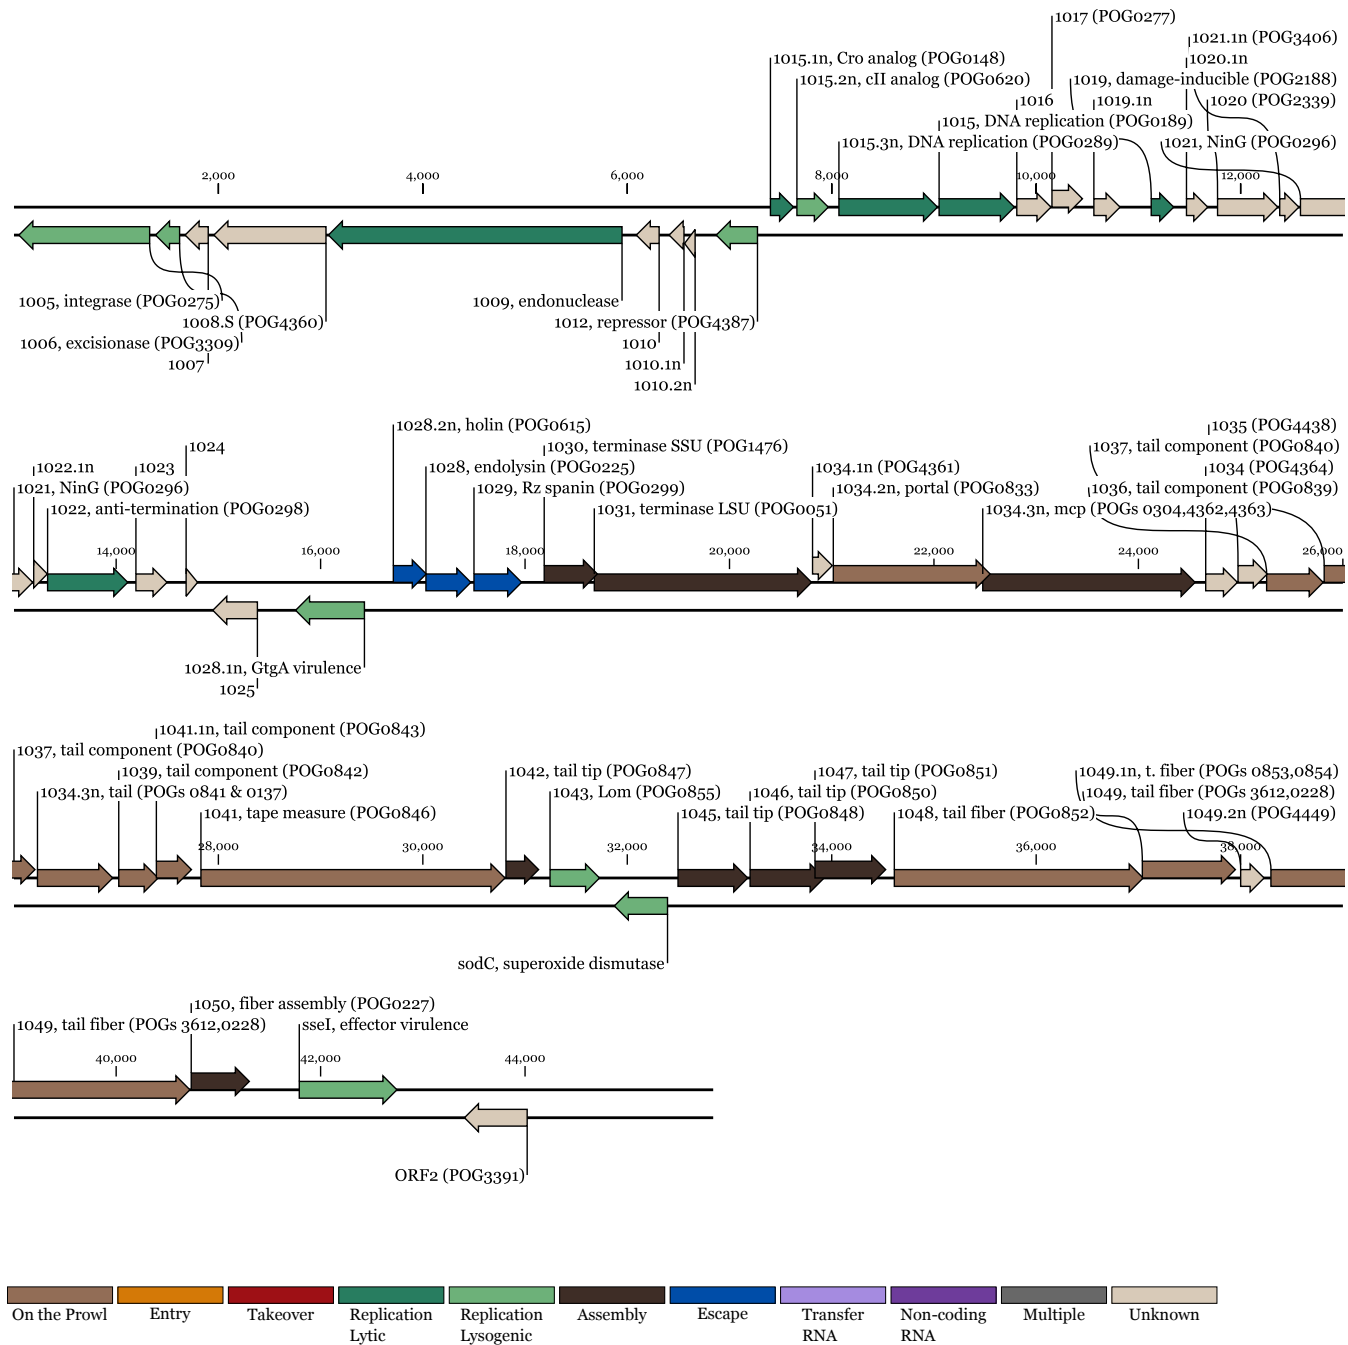 1017 (POG0277)
1021.1n (POG3406)
1015.1n, Cro analog (POG0148)
1020.1n
1015.2n, cII analog (POG0620)
1019, damage-inducible (POG2188)
1016
1019.1n
1020 (POG2339)
1015, DNA replication (POG0189)
1015.3n, DNA replication (POG0289)
1021, NinG (POG0296)
2,000
4,000
6,000
8,000
10,000
12,000
1005, integrase (POG0275)
1009, endonuclease
1008.S (POG4360)
1012, repressor (POG4387)
1006, excisionase (POG3309)
1010
1007
1010.1n
1010.2n
1028.2n, holin (POG0615)
1035 (POG4438)
1024
1030, terminase SSU (POG1476)
1037, tail component (POG0840)
1022.1n
1023
1028, endolysin (POG0225)
1034.1n (POG4361)
1034 (POG4364)
1021, NinG (POG0296)
1029, Rz spanin (POG0299)
1034.2n, portal (POG0833)
1036, tail component (POG0839)
1022, anti-termination (POG0298)
1031, terminase LSU (POG0051)
1034.3n, mcp (POGs 0304,4362,4363)
14,000
16,000
18,000
20,000
22,000
24,000
26,000
1028.1n, GtgA virulence
1025
1041.1n, tail component (POG0843)
1037, tail component (POG0840)
1039, tail component (POG0842)
1042, tail tip (POG0847)
1047, tail tip (POG0851)
1049.1n, t. fiber (POGs 0853,0854)
1034.3n, tail (POGs 0841 & 0137)
1043, Lom (POG0855)
1046, tail tip (POG0850)
1049, tail fiber (POGs 3612,0228)
1041, tape measure (POG0846)
1045, tail tip (POG0848)
1048, tail fiber (POG0852)
1049.2n (POG4449)
28,000
30,000
32,000
34,000
36,000
38,000
sodC, superoxide dismutase
1050, fiber assembly (POG0227)
1049, tail fiber (POGs 3612,0228)
sseI, effector virulence
40,000
42,000
44,000
ORF2 (POG3391)
On the Prowl
Entry
Takeover
Replication
Lytic
Replication
Lysogenic
Assembly
Escape
Transfer
RNA
Non-coding
RNA
Multiple
Unknown